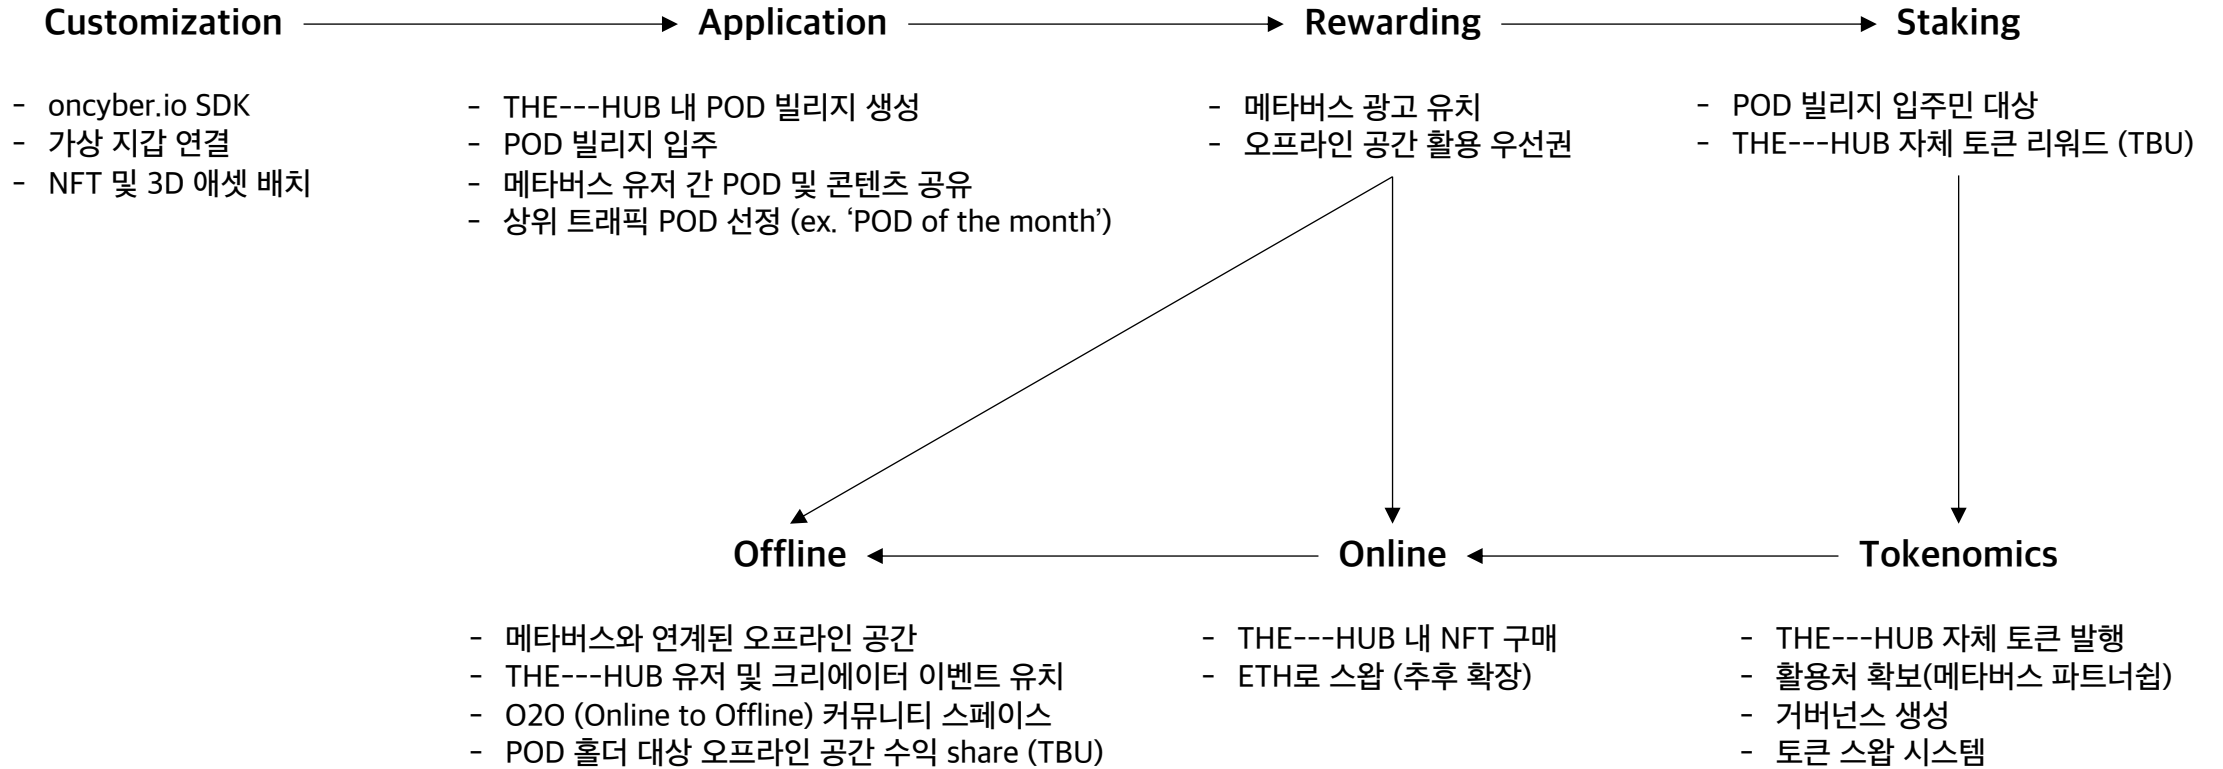 Customization
Application
Rewarding
Staking
- oncyber.io SDK
- 가상 지갑 연결
- NFT 및 3D 애셋 배치
- THE---HUB 내 POD 빌리지 생성
- POD 빌리지 입주
- 메타버스 유저 간 POD 및 콘텐츠 공유
- 상위 트래픽 POD 선정 (ex. ‘POD of the month’)
- 메타버스 광고 유치
- 오프라인 공간 활용 우선권
- POD 빌리지 입주민 대상
- THE---HUB 자체 토큰 리워드 (TBU)
Offline
Online
Tokenomics
- 메타버스와 연계된 오프라인 공간
- THE---HUB 유저 및 크리에이터 이벤트 유치
- O2O (Online to Offline) 커뮤니티 스페이스
- POD 홀더 대상 오프라인 공간 수익 share (TBU)
- THE---HUB 내 NFT 구매
- ETH로 스왑 (추후 확장)
- THE---HUB 자체 토큰 발행
- 활용처 확보(메타버스 파트너쉽)
- 거버넌스 생성
- 토큰 스왑 시스템